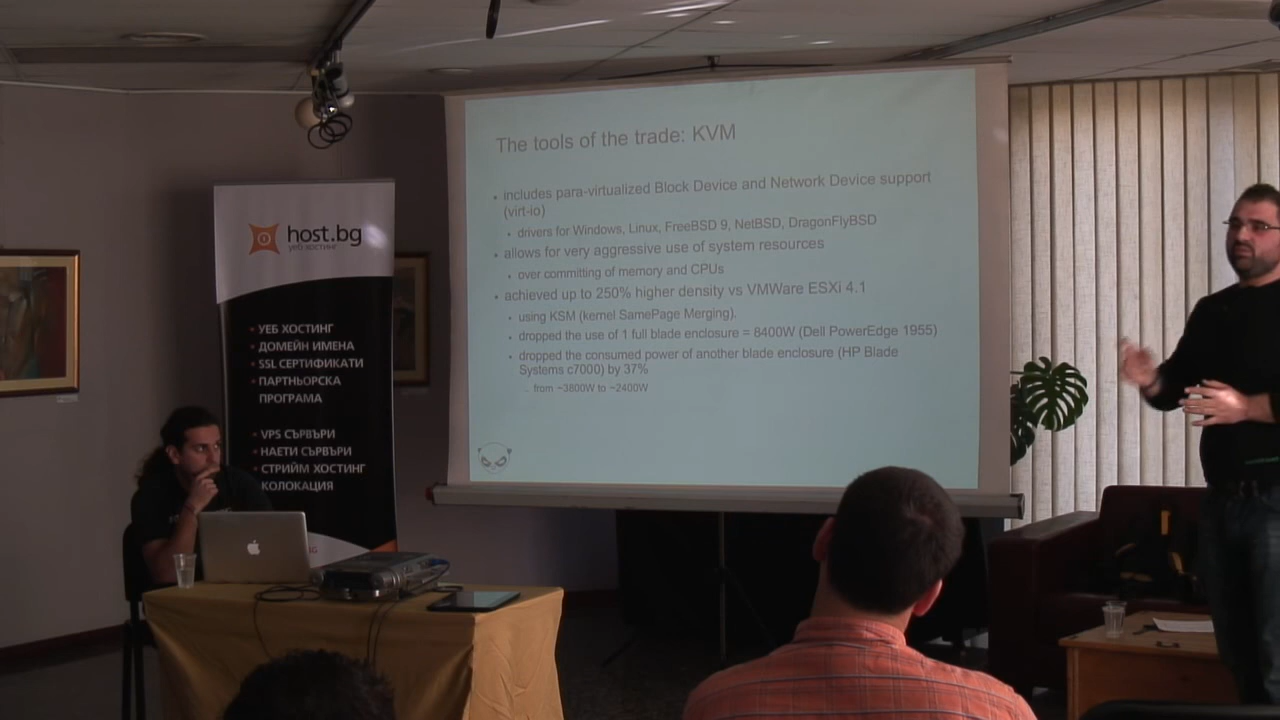 The tools of the trade: KVM
• includes para-virtualized Block Device and Network Device support
(virt-io)
• drivers for Windows, Linux, FreeBSD 9, NetBSD, DragonFlyBSD
• allows for very aggressive use of system resources
• over committing of memory and CPUs
• achieved up to 250% higher density vs VMWare ESXi 4.1
• using KSM (kernel SamePage Merging).
• dropped the use of 1 full blade enclosure = 8400W (Dell PowerEdge 1955)
• dropped the consumed power of another blade enclosure (HP Blade
Systems c7000) by 37%
- from ~3800W to ~2400W
host.bg
уеб хостинг
• УЕБ ХОСТИНГ
• ДОМЕЙН ИМЕНА
• SSL СЕРТИФИКАТИ
• ПАРТНЬОРСКА
ПРОГРАМА
• VPS СЪРВЪРИ
• НАЕТИ СЪРВЪРИ
• СТРИЙМ ХОСТИНГ
• КОЛОКАЦИЯ